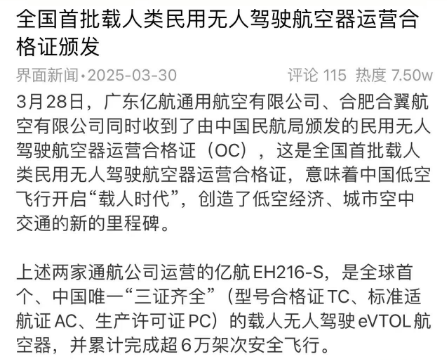 全国首批载人类民用无人驾驶航空器运营合
格证颁发
界面新闻·2025-03-30 评论 115 热度 7.50w
3月28日，广东亿航通用航空有限公司、合肥合翼航
空有限公司同时收到了由中国民航局颁发的民用无人
驾驶航空器运营合格证（OC），这是全国首批载人
类民用无人驾驶航空器运营合格证，意味着中国低空
飞行开启“载人时代”，创造了低空经济、城市空中
交通的新的里程碑。
上述两家通航公司运营的亿航EH216-S，是全球首
个、中国唯一“三证齐全”（型号合格证TC、标准适
航证AC、生产许可证PC）的载人无人驾驶eVTOL航
空器，并累计完成超6万架次安全飞行。